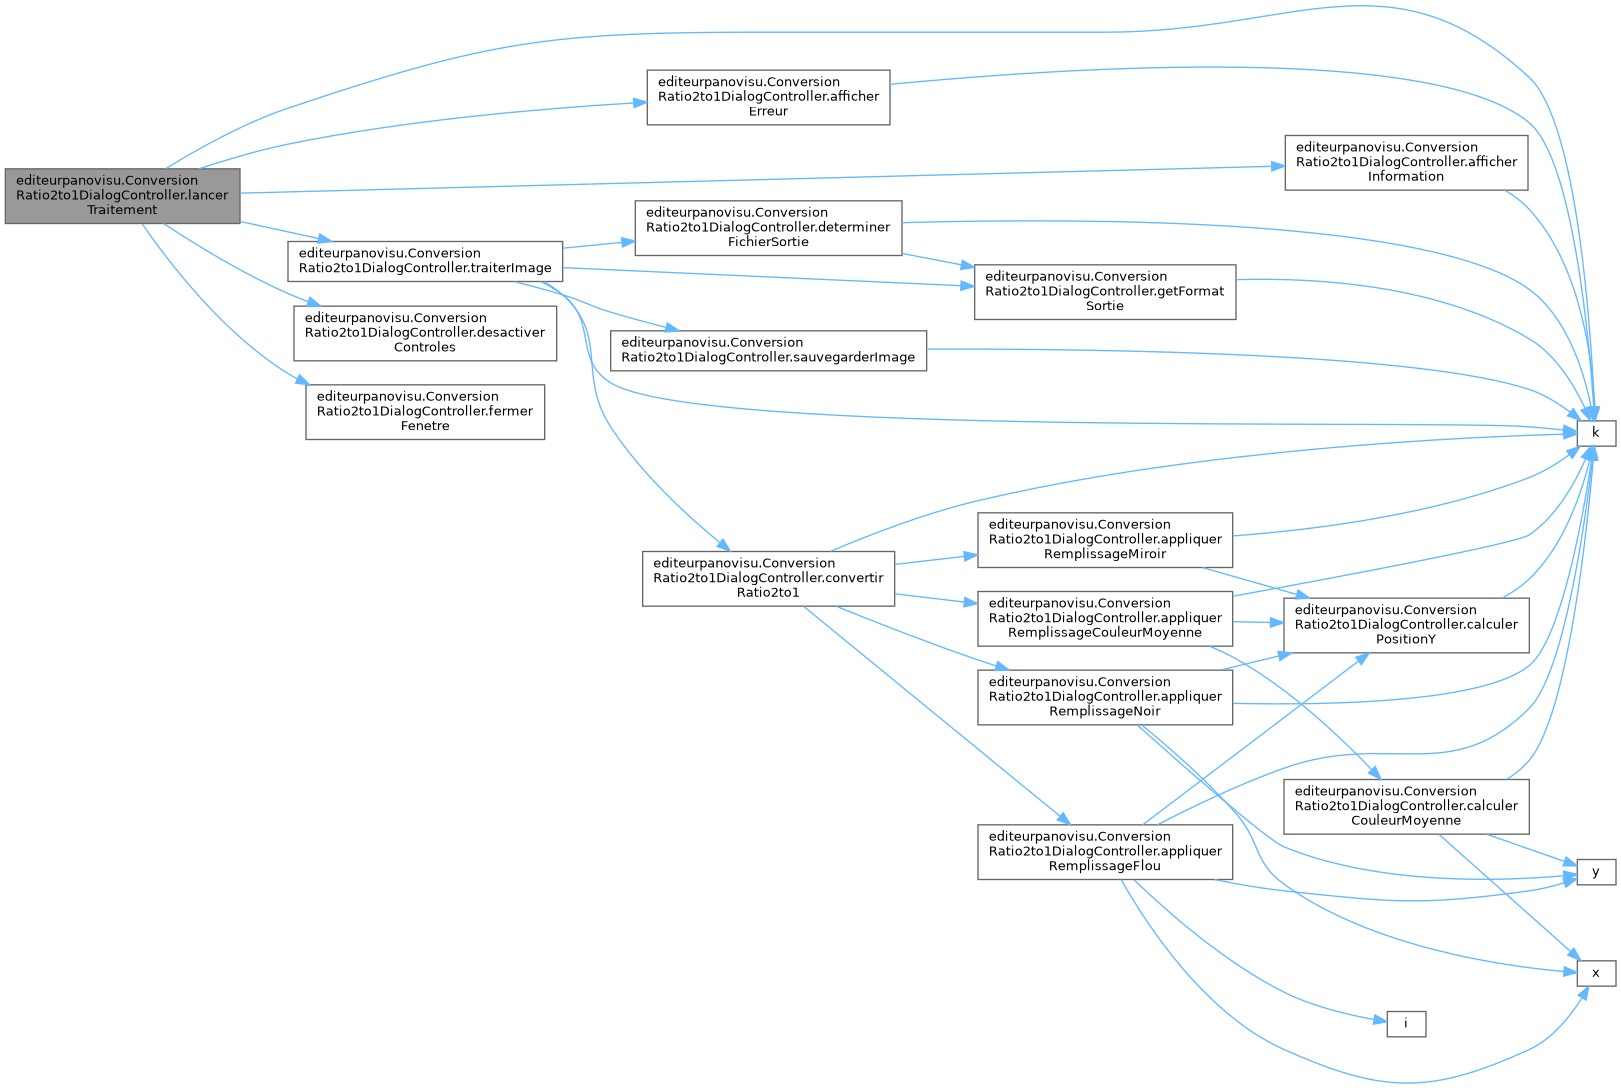 editeurpanovisu.Conversion
Ratio2to1DialogController.lancer
Traitement
editeurpanovisu.Conversion
Ratio2to1DialogController.afficher
Erreur
editeurpanovisu.Conversion
Ratio2to1DialogController.afficher
Information
editeurpanovisu.Conversion
Ratio2to1DialogController.traiterImage
editeurpanovisu.Conversion
Ratio2to1DialogController.determiner
FichierSortie
editeurpanovisu.Conversion
Ratio2to1DialogController.getFormat
Sortie
editeurpanovisu.Conversion
Ratio2to1DialogController.desactiver
Controles
editeurpanovisu.Conversion
Ratio2to1DialogController.sauvegarderImage
editeurpanovisu.Conversion
Ratio2to1DialogController.fermer
Fenetre
k
editeurpanovisu.Conversion
Ratio2to1DialogController.convertir
Ratio2to1
editeurpanovisu.Conversion
Ratio2to1DialogController.appliquer
RemplissageMiroir
editeurpanovisu.Conversion
Ratio2to1DialogController.appliquer
RemplissageCouleurMoyenne
editeurpanovisu.Conversion
Ratio2to1DialogController.calculer
PositionY
editeurpanovisu.Conversion
Ratio2to1DialogController.appliquer
RemplissageNoir
editeurpanovisu.Conversion
Ratio2to1DialogController.calculer
CouleurMoyenne
editeurpanovisu.Conversion
Ratio2to1DialogController.appliquer
RemplissageFlou
y
x
i